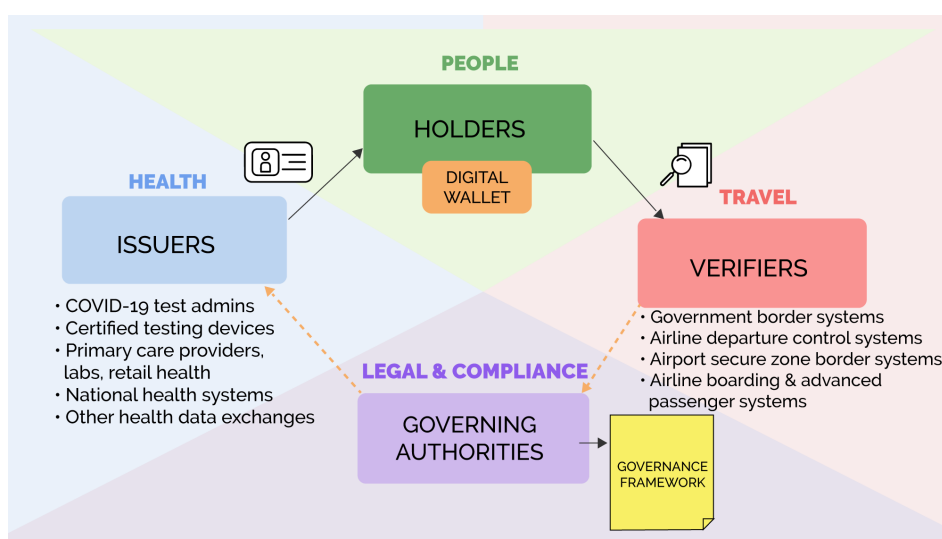 PEOPLE
HOLDERS
DIGITAL
WALLET
HEALTH
ISSUERS
• COVID-19 test admins
• Certified testing devices
• Primary care providers,
labs, retail health
• National health systems
• Other health data exchanges
TRAVEL
VERIFIERS
• Government border systems
• Airline departure control systems
• Airport secure zone border systems
• Airline boarding & advanced
passenger systems
LEGAL & COMPLIANCE
GOVERNING
AUTHORITIES
GOVERNANCE
FRAMEWORK